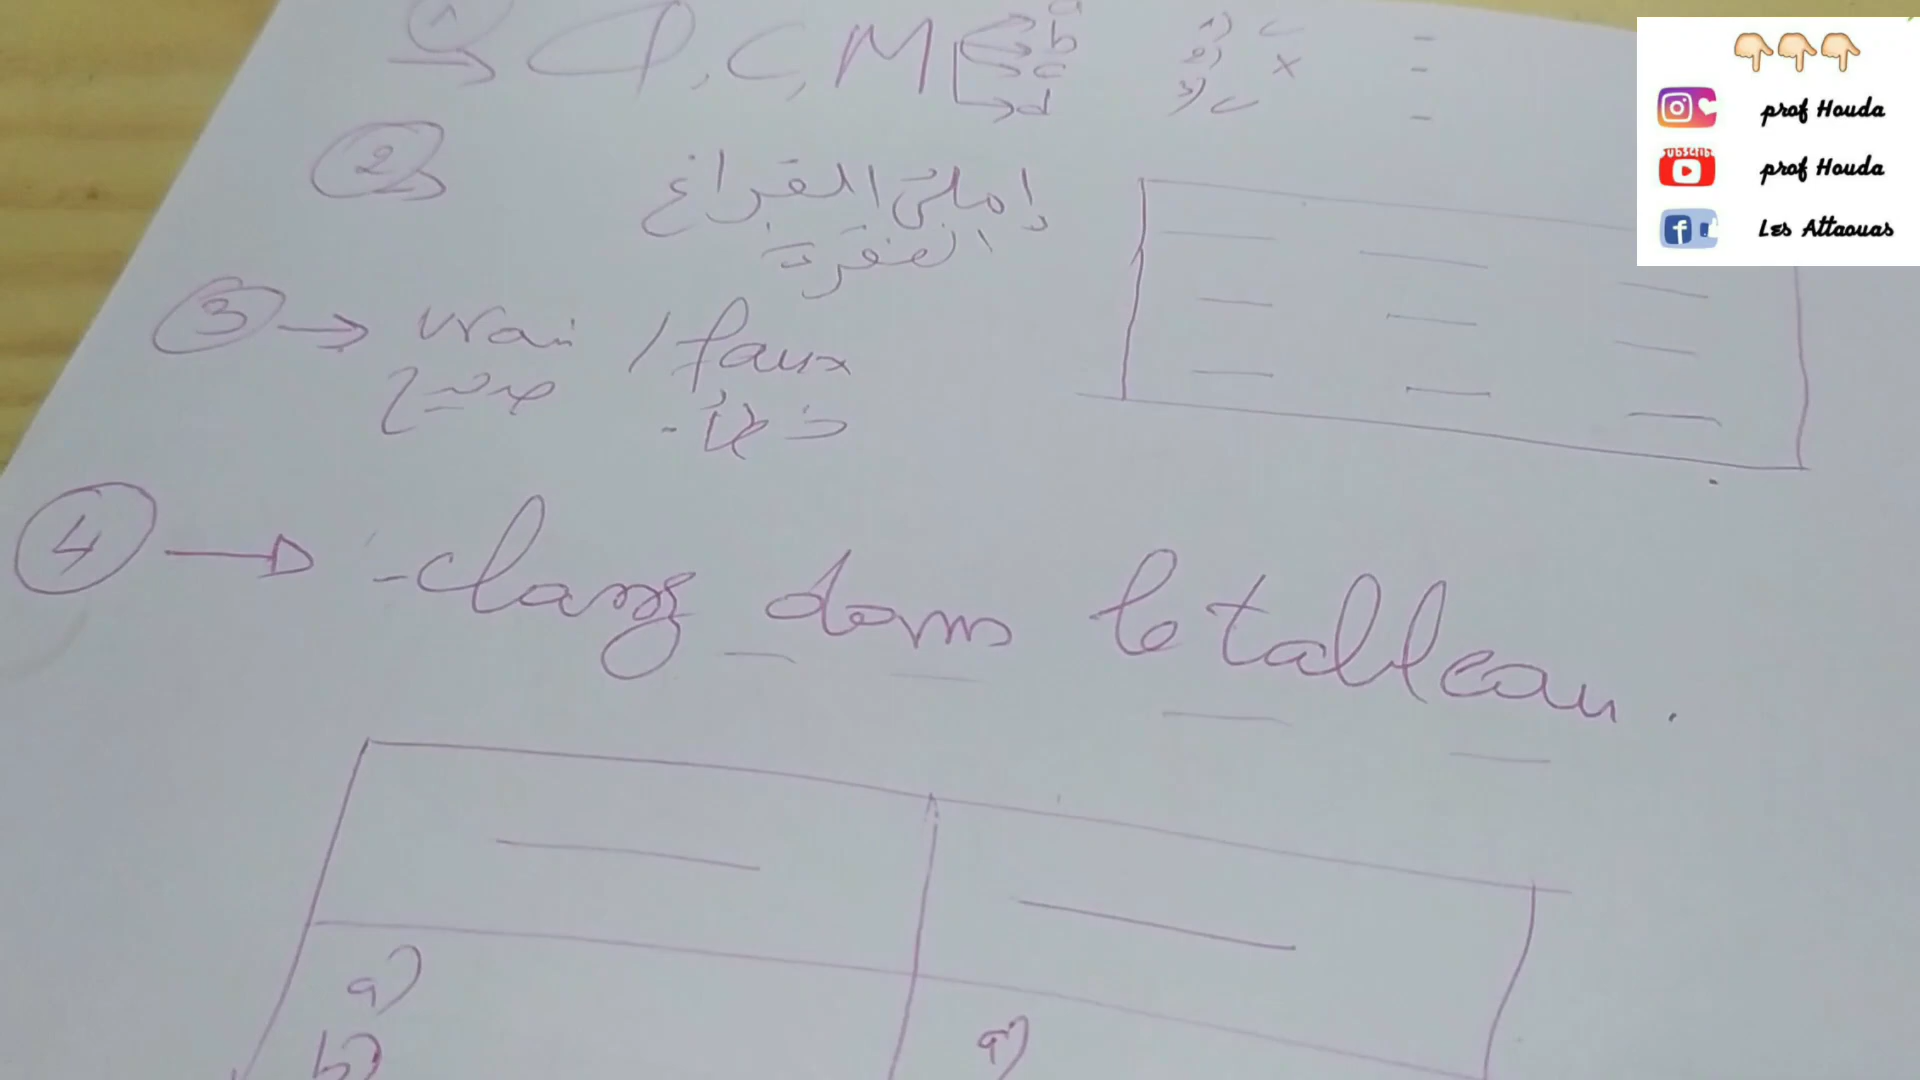 1 → Q.C.M a b c d 1) c 2) x 3) c
2 إملئ الفراغ
الفقرة
3 → vrai / faux
صحيح خطأ
4 → - classez dans le tableau.
a)
b) a)
prof Houda
SUBSCRIBE prof Houda
Les Attaouas